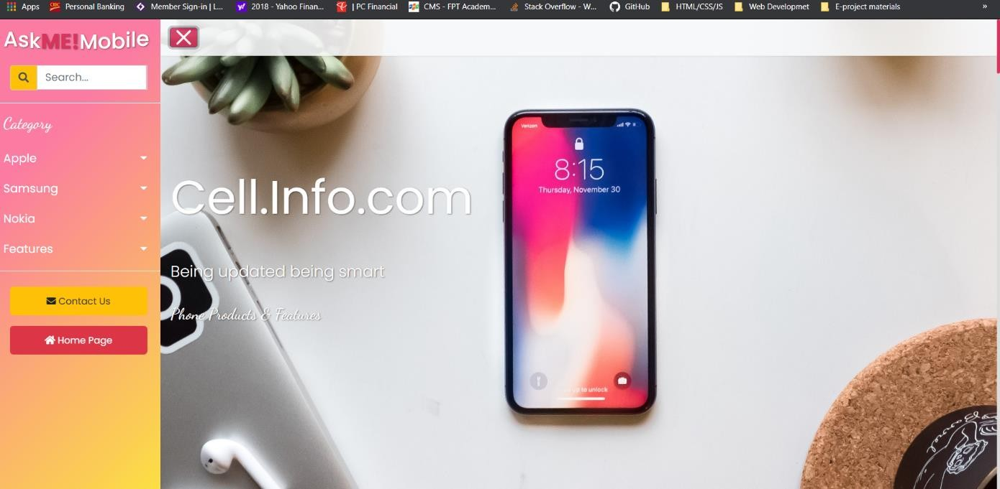 Apps Personal Banking Member Sign-in | L... 2018 - Yahoo Finan... | PC Financial CMS - FPT Academ... Stack Overflow - W... GitHub HTML/CSS/JS Web Developmet E-project materials »
AskME!Mobile
Search...
Category
Apple
Samsung
Nokia
Features
Contact Us
Home Page
Cell.Info.com
Being updated being smart
Phone Products & Features
Verizon
8:15
Thursday, November 30
up to unlock